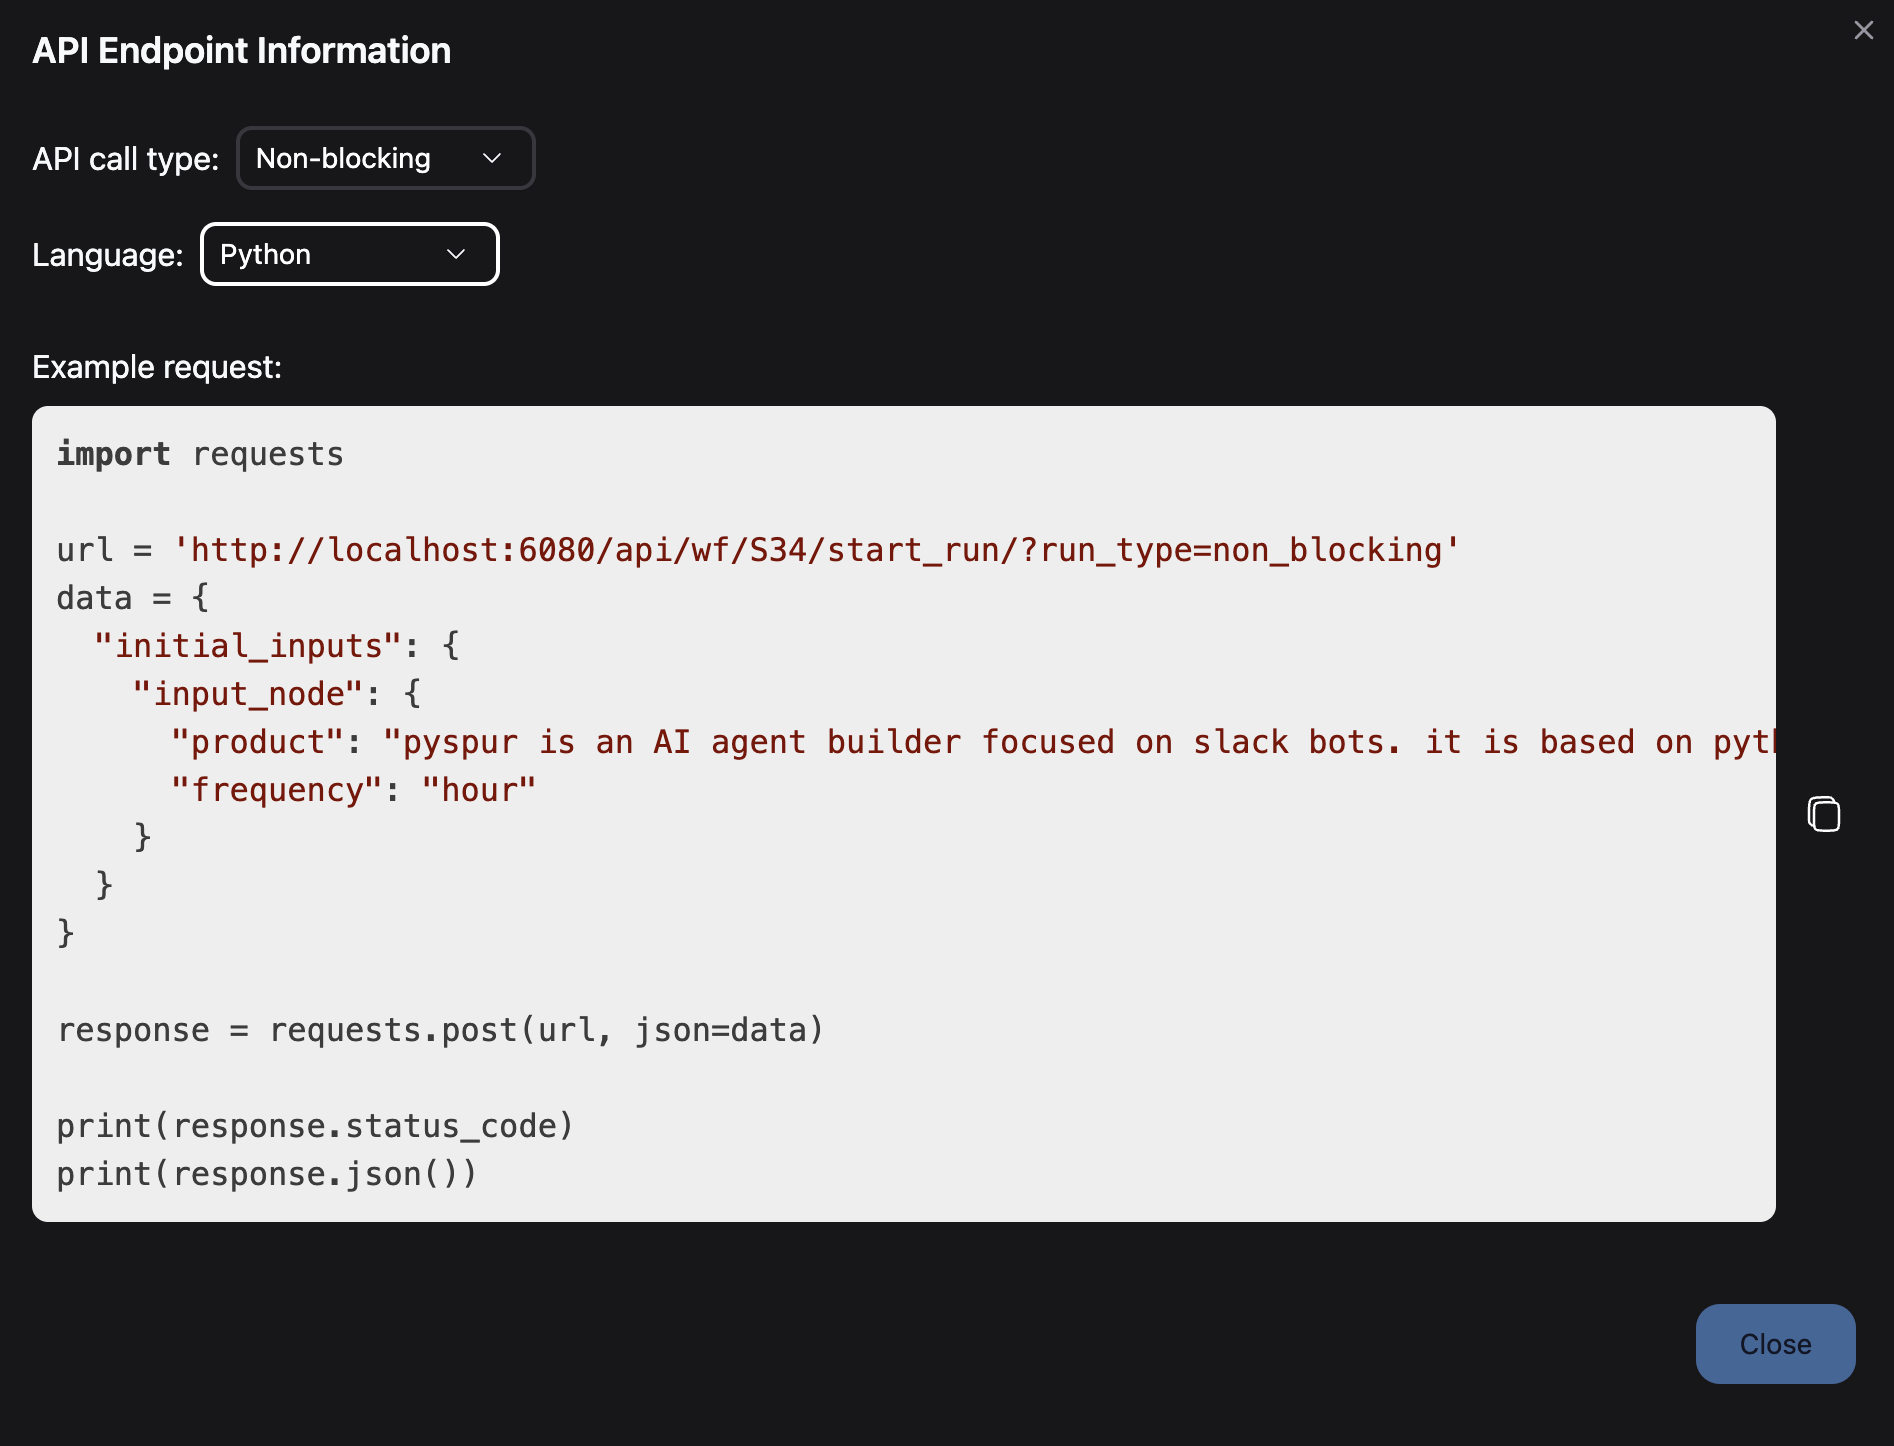 API Endpoint Information
API call type: Non-blocking
Language: Python
Example request:
import requests
url = 'http://localhost:6080/api/wf/S34/start_run/?run_type=non_blocking'
data = {
  "initial_inputs": {
    "input_node": {
      "product": "pyspur is an AI agent builder focused on slack bots. it is based on
      "frequency": "hour"
    }
  }
}
response = requests.post(url, json=data)
print(response.status_code)
print(response.json())
Close